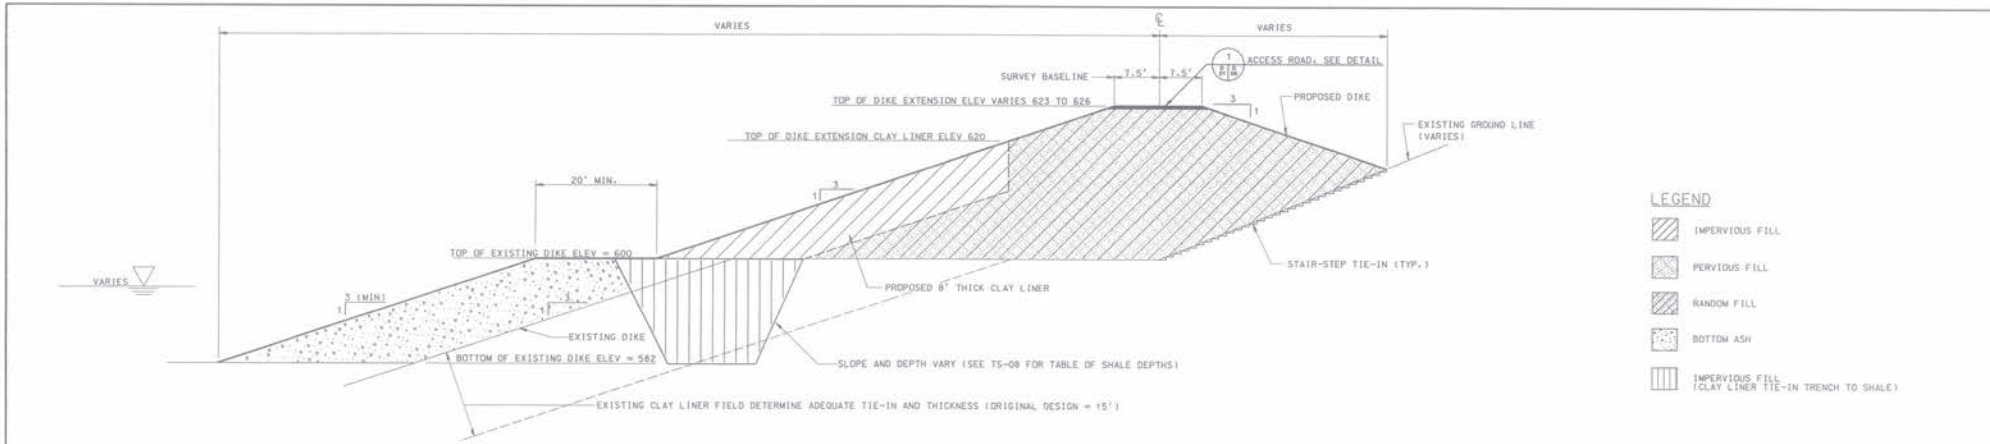 VARIES
℄
VARIES
1
ACCESS ROAD, SEE DETAIL
SURVEY BASELINE
7.5'
7.5'
TOP OF DIKE EXTENSION ELEV VARIES 623 TO 626
3
1
PROPOSED DIKE
EXISTING GROUND LINE
(VARIES)
TOP OF DIKE EXTENSION CLAY LINER ELEV 620
20' MIN.
3
1
LEGEND
IMPERVIOUS FILL
TOP OF EXISTING DIKE ELEV = 600
PERVIOUS FILL
STAIR-STEP TIE-IN (TYP.)
VARIES
PROPOSED 8' THICK CLAY LINER
3 (MIN)
1
3
1
RANDOM FILL
EXISTING DIKE
BOTTOM ASH
BOTTOM OF EXISTING DIKE ELEV = 582
SLOPE AND DEPTH VARY (SEE TS-08 FOR TABLE OF SHALE DEPTHS)
IMPERVIOUS FILL
(CLAY LINER TIE-IN TRENCH TO SHALE)
EXISTING CLAY LINER FIELD DETERMINE ADEQUATE TIE-IN AND THICKNESS (ORIGINAL DESIGN = 15')